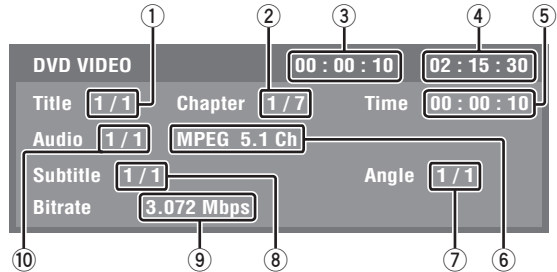 ① ② ③ ④ ⑤
DVD VIDEO 00 : 00 : 10 02 : 15 : 30
Title 1 / 1 Chapter 1 / 7 Time 00 : 00 : 10
Audio 1 / 1 MPEG 5.1 Ch
Subtitle 1 / 1 Angle 1 / 1
Bitrate 3.072 Mbps
⑩ ⑨ ⑧ ⑦ ⑥